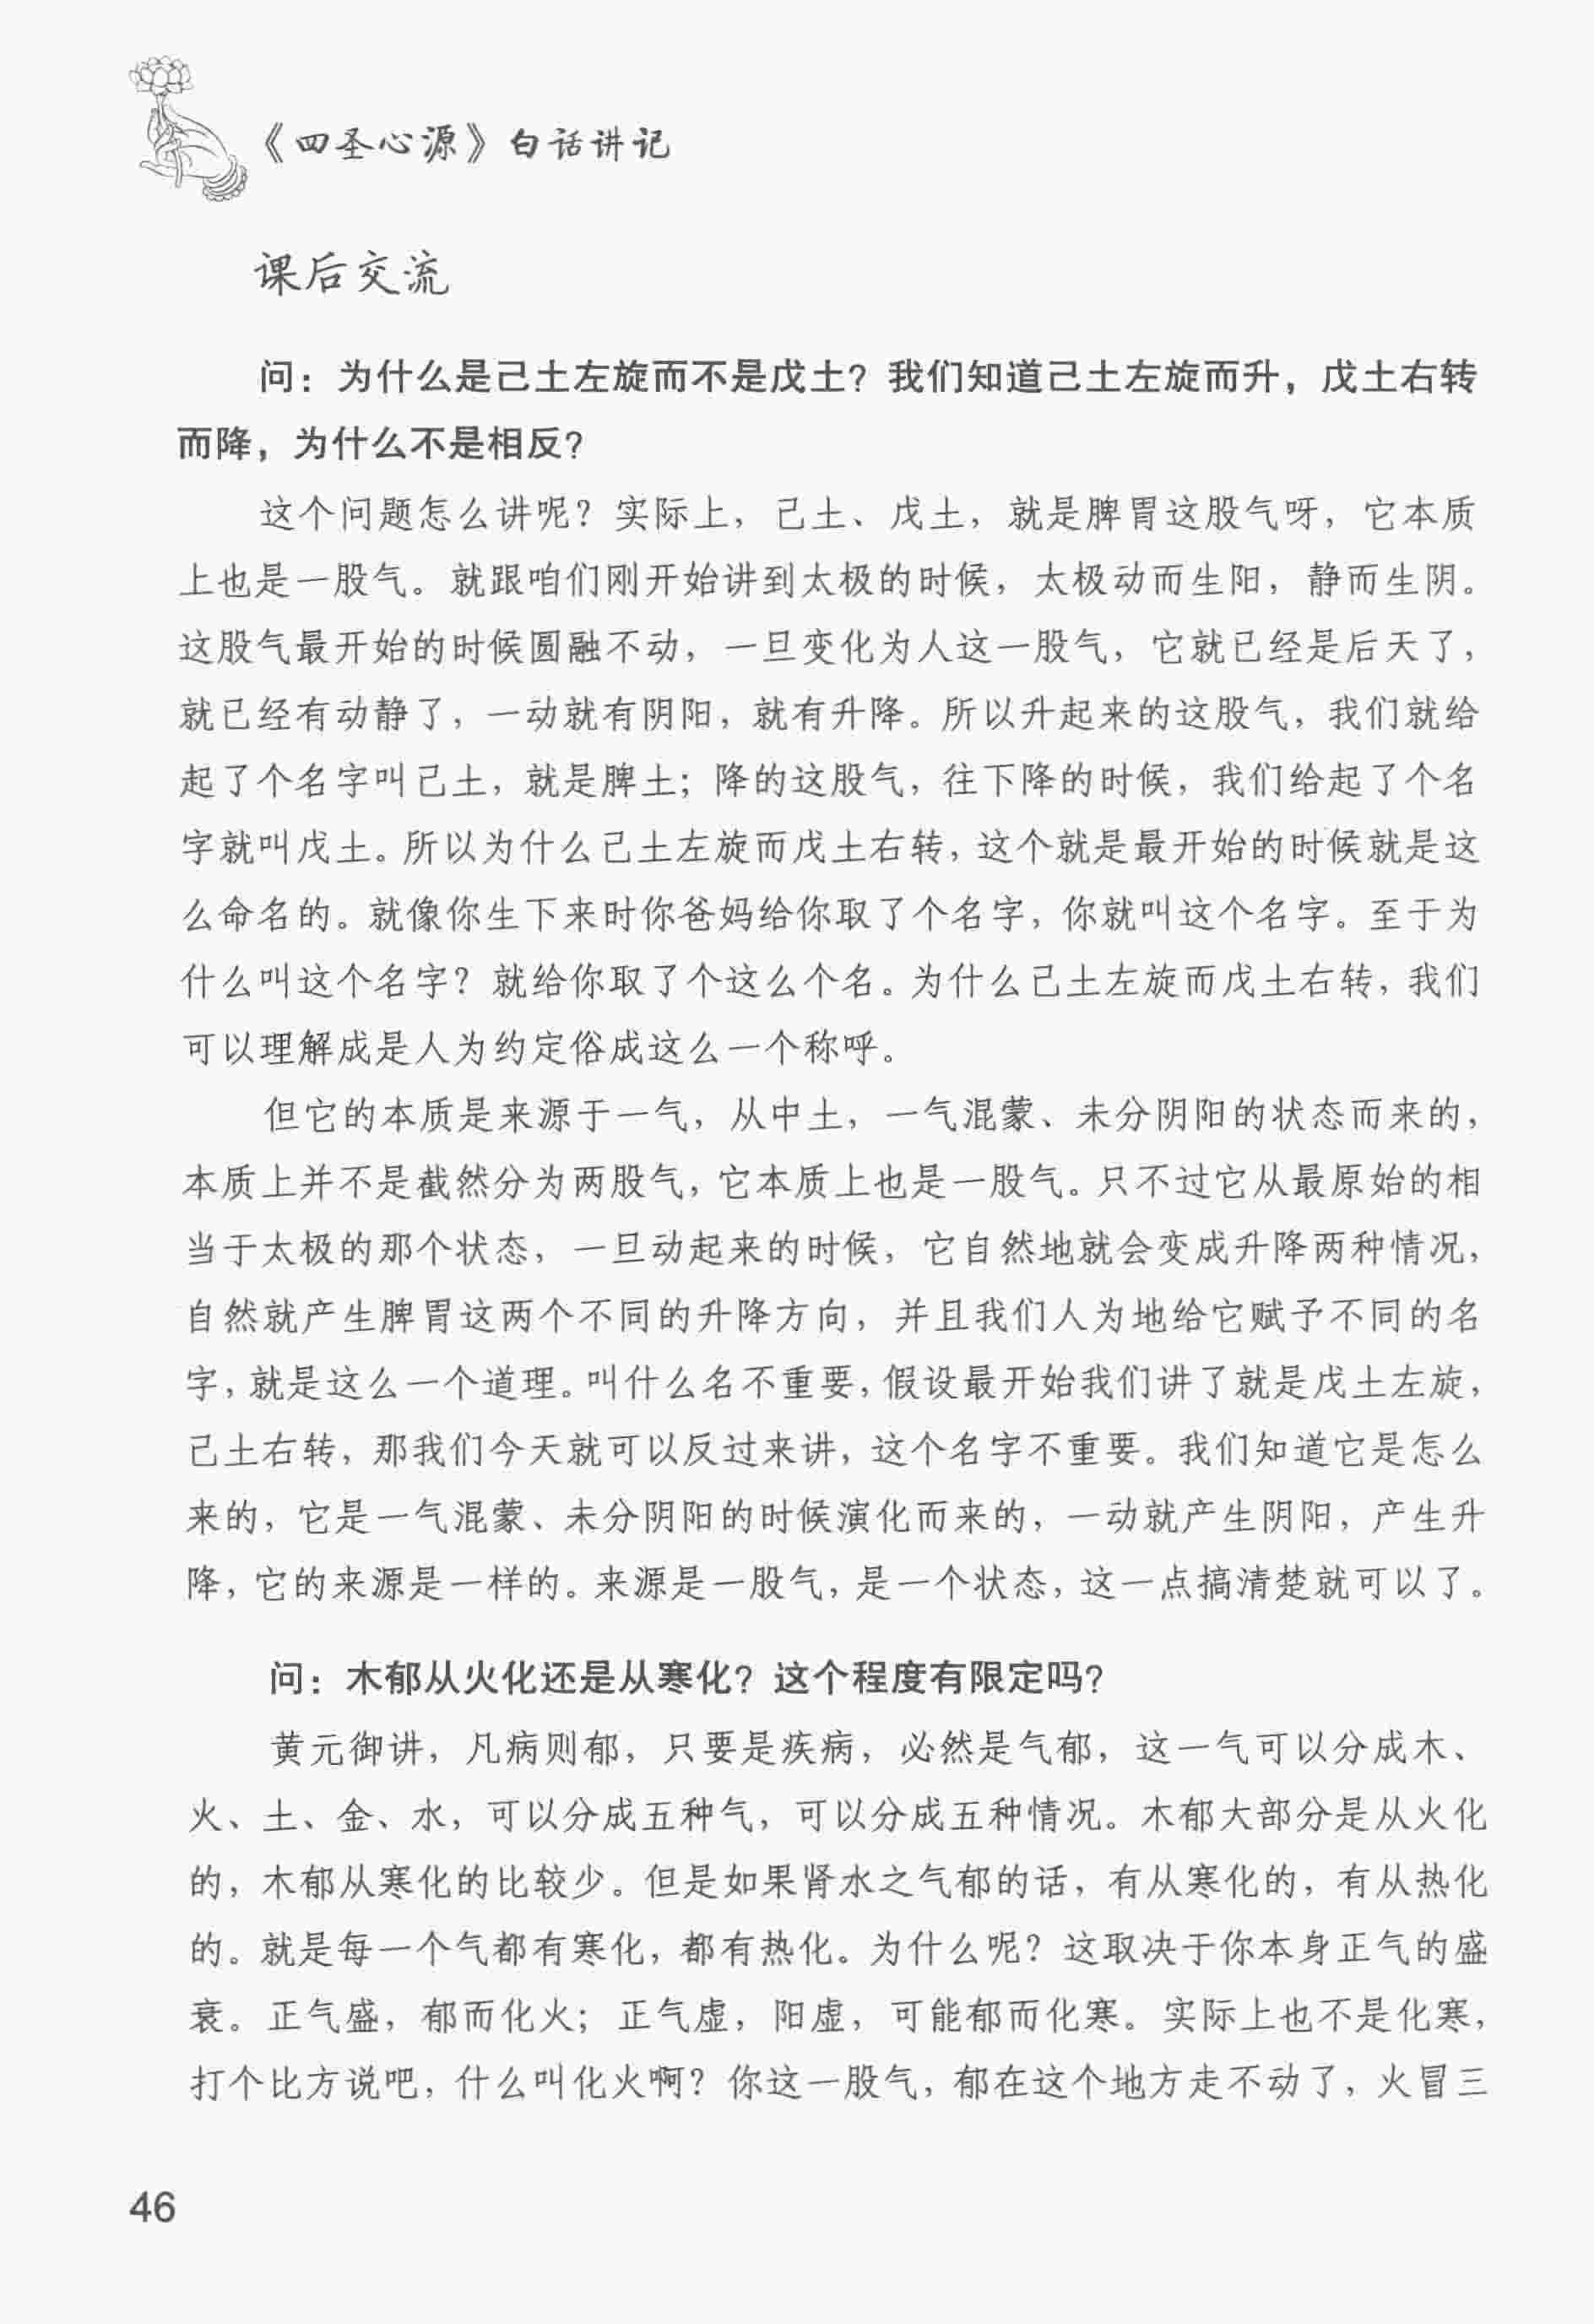 《四圣心源》白话讲记
课后交流
问：为什么是己土左旋而不是戊土？我们知道己土左旋而升，戊土右转
而降，为什么不是相反？
这个问题怎么讲呢？实际上，己土、戊土，就是脾胃这股气呀，它本质
上也是一股气。就跟咱们刚开始讲到太极的时候，太极动而生阳，静而生阴。
这股气最开始的时候圆融不动，一旦变化为人这一股气，它就已经是后天了，
就已经有动静了，一动就有阴阳，就有升降。所以升起来的这股气，我们就给
起了个名字叫己土，就是脾土；降的这股气，往下降的时候，我们给起了个名
字就叫戊土。所以为什么己土左旋而戊土右转，这个就是最开始的时候就是这
么命名的。就像你生下来时你爸妈给你取了个名字，你就叫这个名字。至于为
什么叫这个名字？就给你取了个这么个名。为什么己土左旋而戊土右转，我们
可以理解成是人为约定俗成这么一个称呼。
但它的本质是来源于一气，从中土，一气混蒙、未分阴阳的状态而来的，
本质上并不是截然分为两股气，它本质上也是一股气。只不过它从最原始的相
当于太极的那个状态，一旦动起来的时候，它自然地就会变成升降两种情况，
自然就产生脾胃这两个不同的升降方向，并且我们人为地给它赋予不同的名
字，就是这么一个道理。叫什么名不重要，假设最开始我们讲了就是戊土左旋，
己土右转，那我们今天就可以反过来讲，这个名字不重要。我们知道它是怎么
来的，它是一气混蒙、未分阴阳的时候演化而来的，一动就产生阴阳，产生升
降，它的来源是一样的。来源是一股气，是一个状态，这一点搞清楚就可以了。
问：木郁从火化还是从寒化？这个程度有限定吗？
黄元御讲，凡病则郁，只要是疾病，必然是气郁，这一气可以分成木、
火、土、金、水，可以分成五种气，可以分成五种情况。木郁大部分是从火化
的，木郁从寒化的比较少。但是如果肾水之气郁的话，有从寒化的，有从热化
的。就是每一个气都有寒化，都有热化。为什么呢？这取决于你本身正气的盛
衰。正气盛，郁而化火；正气虚，阳虚，可能郁而化寒。实际上也不是化寒，
打个比方说吧，什么叫化火啊？你这一股气，郁在这个地方走不动了，火冒三
46